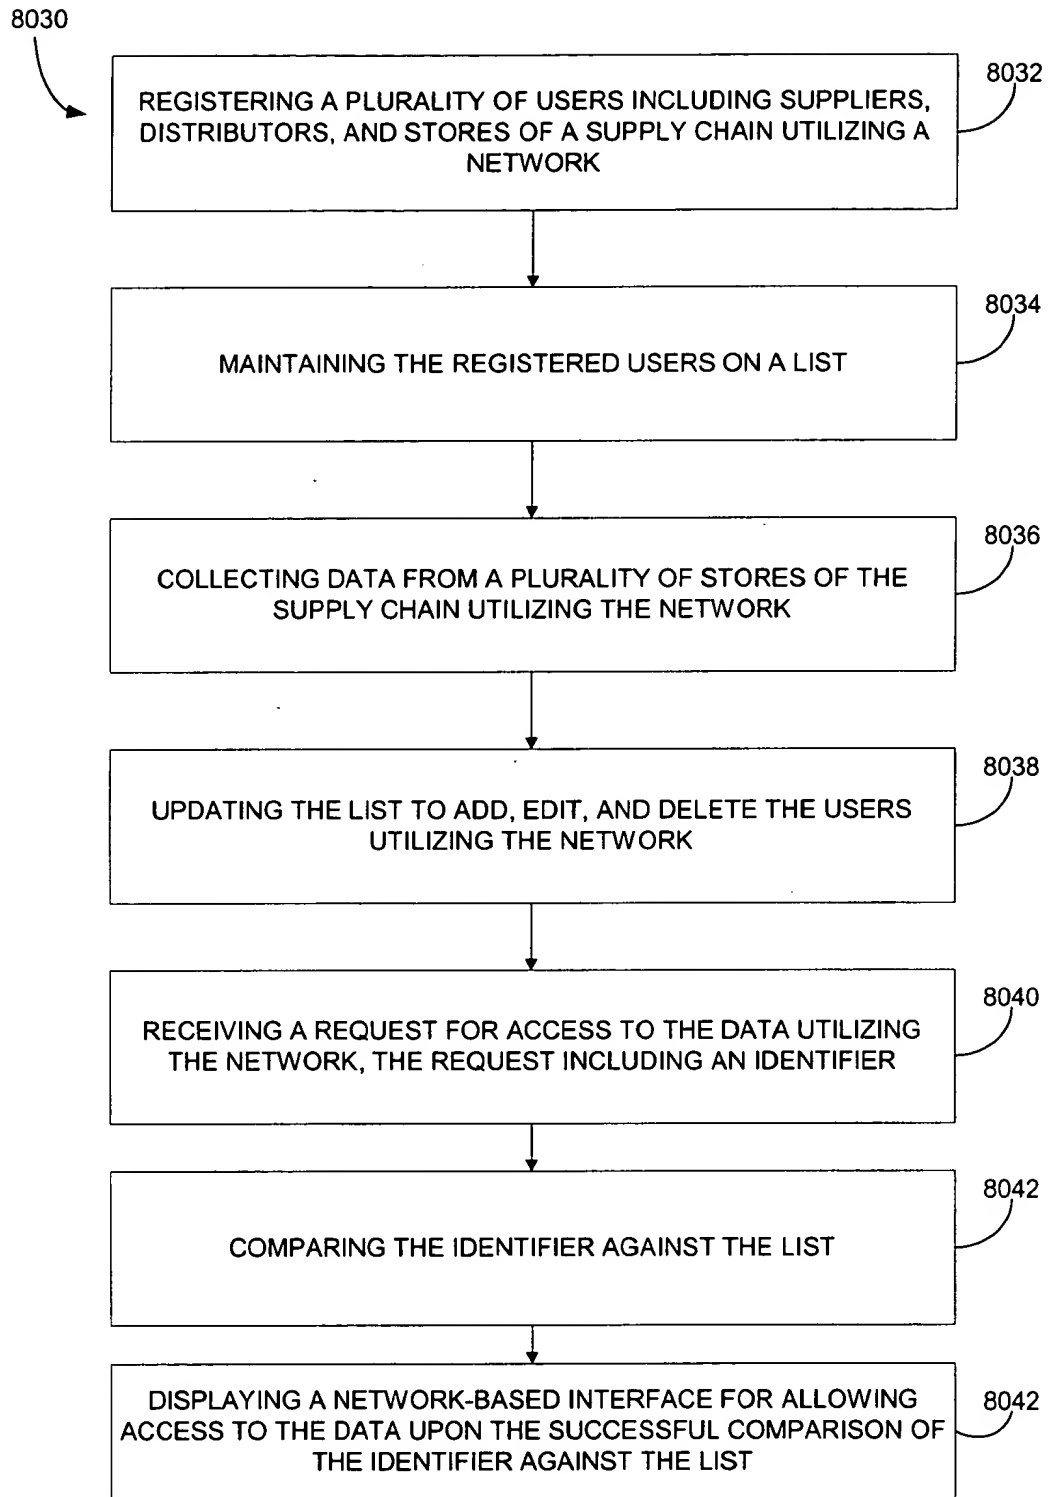 8030
8032
REGISTERING A PLURALITY OF USERS INCLUDING SUPPLIERS,
DISTRIBUTORS, AND STORES OF A SUPPLY CHAIN UTILIZING A
NETWORK
8034
MAINTAINING THE REGISTERED USERS ON A LIST
8036
COLLECTING DATA FROM A PLURALITY OF STORES OF THE
SUPPLY CHAIN UTILIZING THE NETWORK
8038
UPDATING THE LIST TO ADD, EDIT, AND DELETE THE USERS
UTILIZING THE NETWORK
8040
RECEIVING A REQUEST FOR ACCESS TO THE DATA UTILIZING
THE NETWORK, THE REQUEST INCLUDING AN IDENTIFIER
8042
COMPARING THE IDENTIFIER AGAINST THE LIST
8042
DISPLAYING A NETWORK-BASED INTERFACE FOR ALLOWING
ACCESS TO THE DATA UPON THE SUCCESSFUL COMPARISON OF
THE IDENTIFIER AGAINST THE LIST